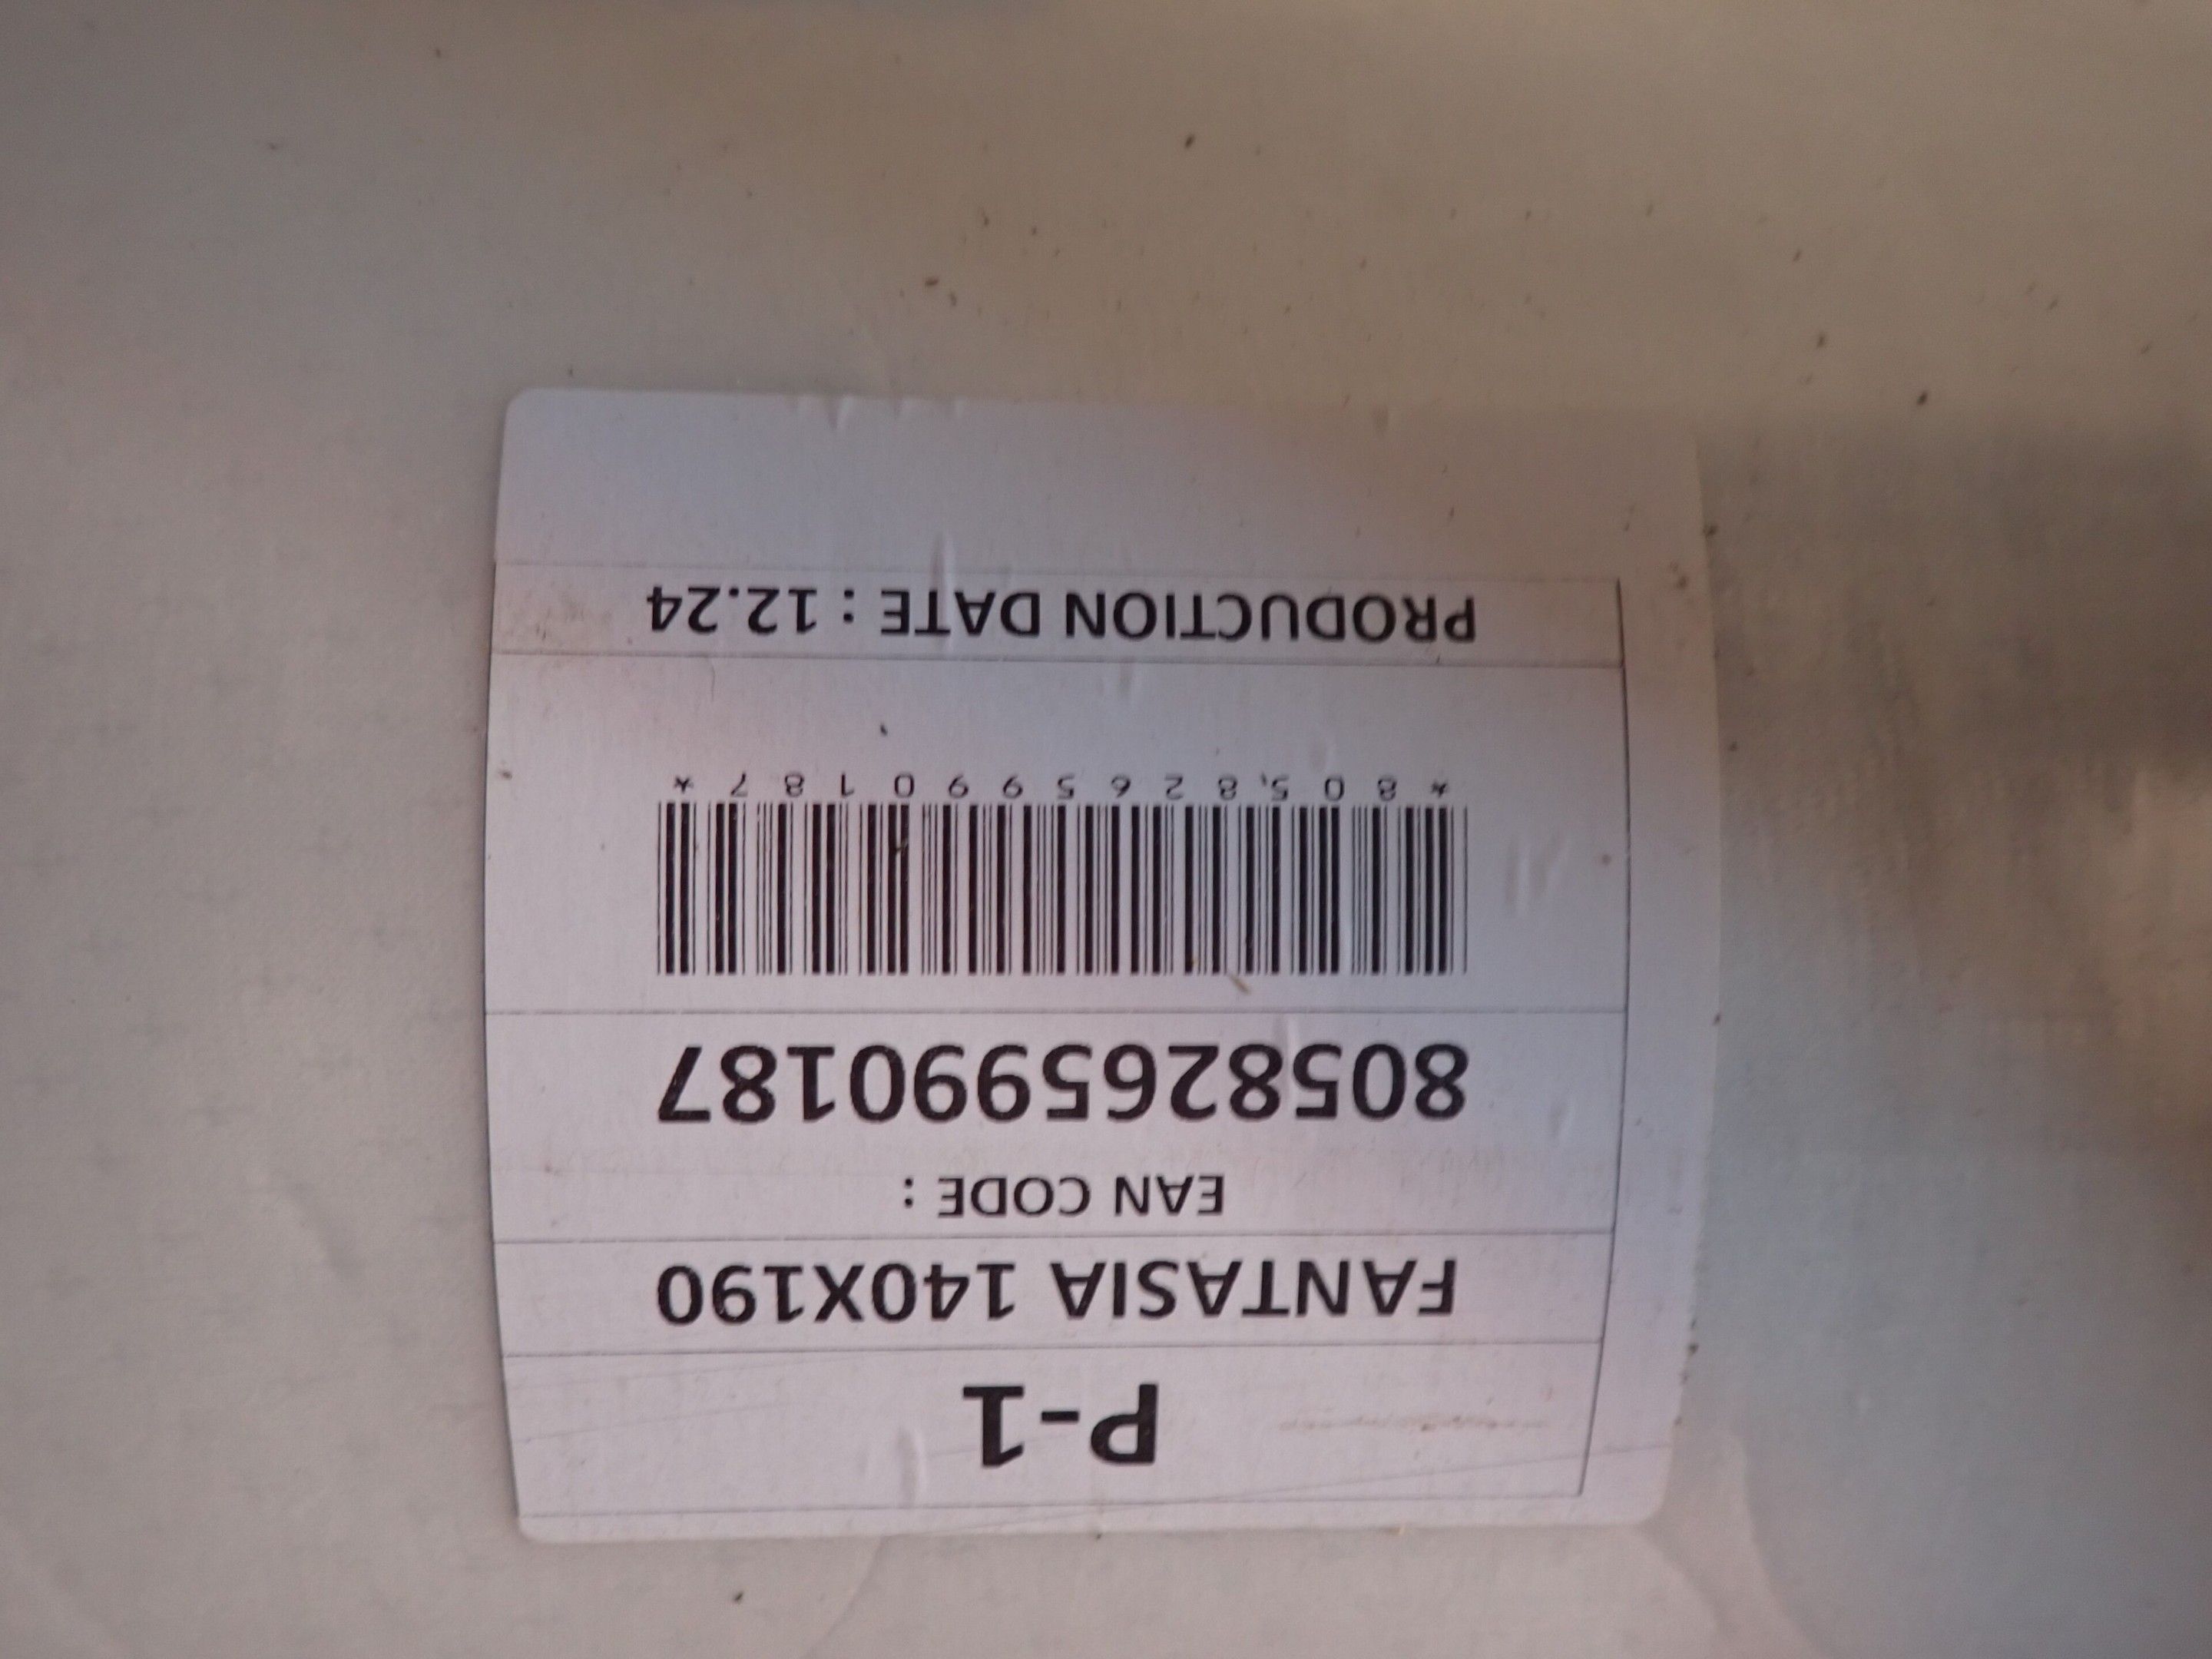 P-1
FANTASIA 140X190
EAN CODE :
8058265990187
*8058265990187*
PRODUCTION DATE : 12.24